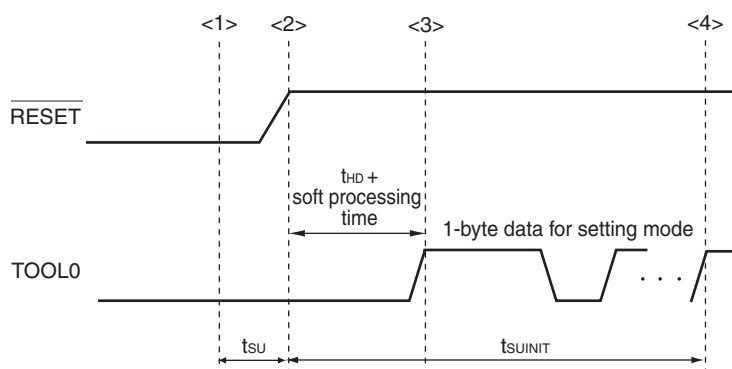 <1> <2> <3> <4>
RESET
tHD +
soft processing
time
1-byte data for setting mode
TOOL0
. . .
tSU
tSUINIT